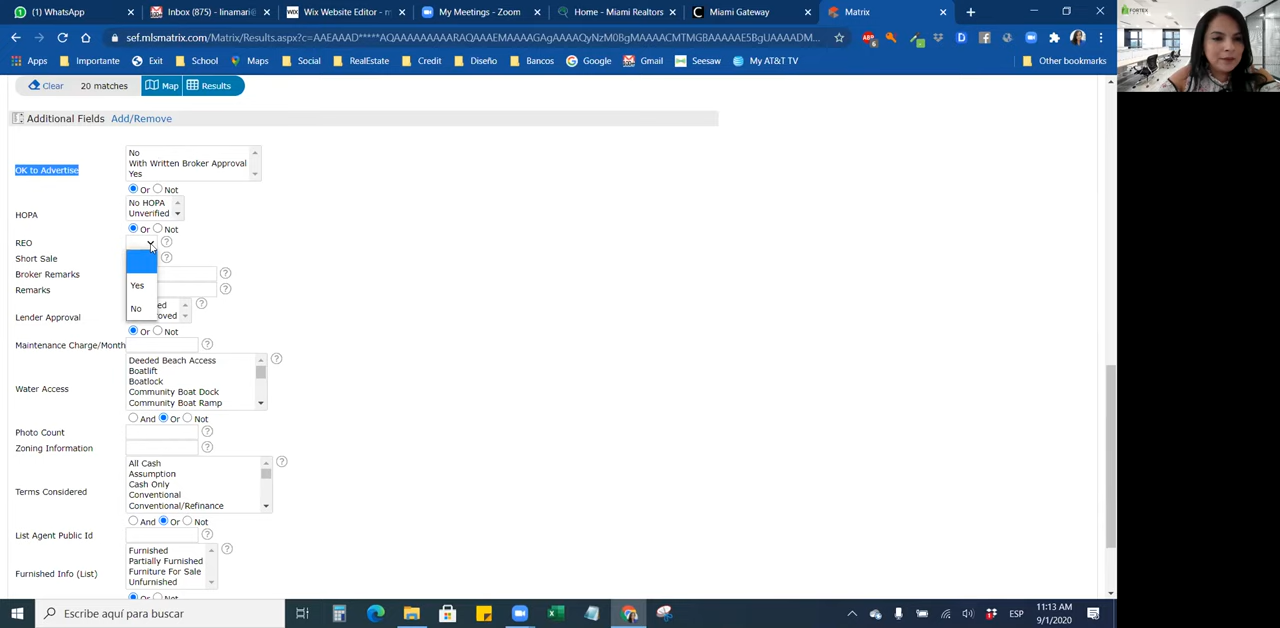 (1) WhatsApp
Inbox (875) - linamari@
Wix Website Editor - m
My Meetings - Zoom
Home - Miami Realtors
Miami Gateway
Matrix
sef.mlsmatrix.com/Matrix/Results.aspx?c=AAEAAAD*****AQAAAAAAAAARAQAAAEMAAAAGAgAAAAQyNzM0BgMAAAACMTMGBAAAAAE5BgUAAAADM...
Apps
Importante
Exit
School
Maps
Social
RealEstate
Credit
Diseño
Bancos
Google
Gmail
Seesaw
My AT&T TV
Other bookmarks
FORTEX
Clear
20 matches
Map
Results
Additional Fields Add/Remove
No
OK to Advertise
With Written Broker Approval
Yes
Or Not
No HOPA
HOPA
Unverified
Or Not
REO
Short Sale
Yes
Broker Remarks
Remarks
No
Lender Approval
Or Not
Maintenance Charge/Month
Deeded Beach Access
Boatlift
Boatlock
Water Access
Community Boat Dock
Community Boat Ramp
And Or Not
Photo Count
Zoning Information
All Cash
Assumption
Cash Only
Terms Considered
Conventional
Conventional/Refinance
And Or Not
List Agent Public Id
Furnished
Partially Furnished
Furnished Info (List)
Furniture For Sale
Unfurnished
Or Not
Escribe aquí para buscar
ESP
11:13 AM
9/1/2020